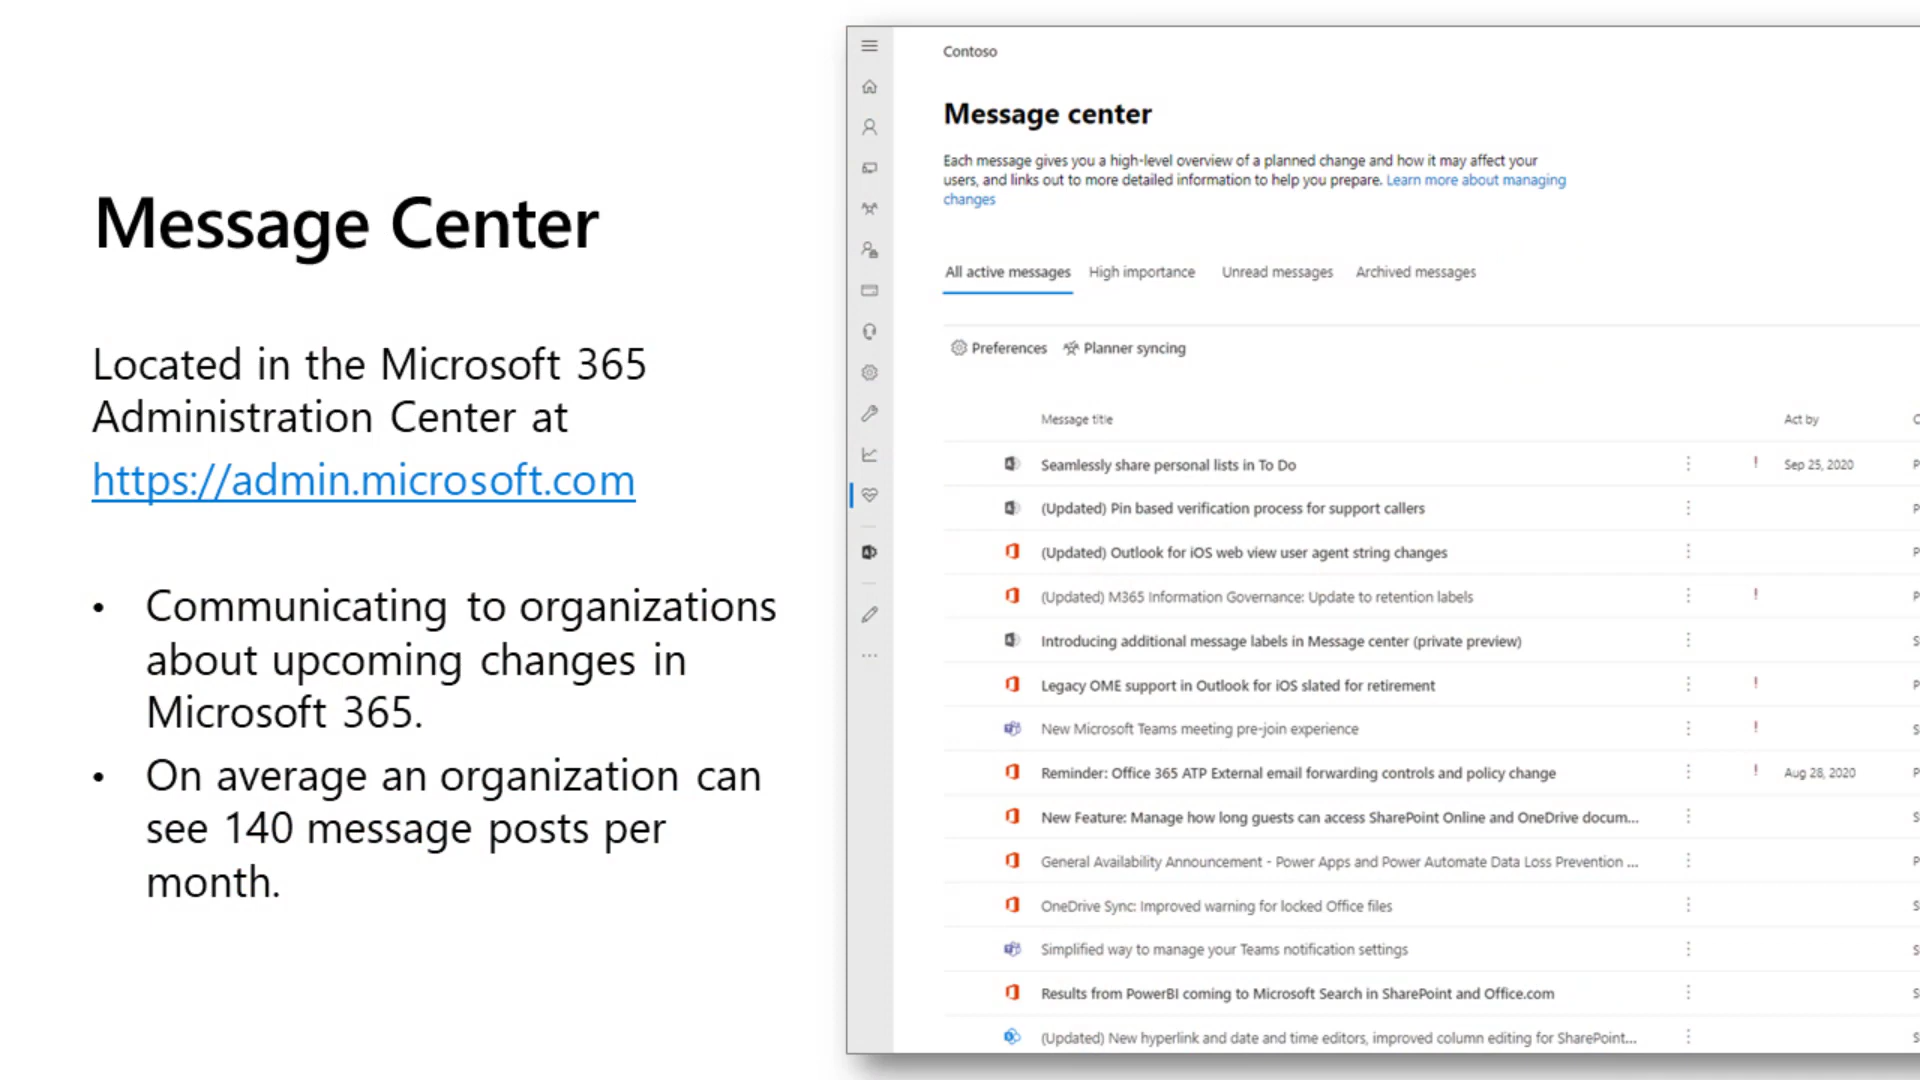 Message Center
Located in the Microsoft 365
Administration Center at
https://admin.microsoft.com
• Communicating to organizations
about upcoming changes in
Microsoft 365.
• On average an organization can
see 140 message posts per
month.
Contoso
Message center
Each message gives you a high-level overview of a planned change and how it may affect your
users, and links out to more detailed information to help you prepare. Learn more about managing
changes
All active messages High importance Unread messages Archived messages
Preferences Planner syncing
Message title Act by
Seamlessly share personal lists in To Do ! Sep 25, 2020
(Updated) Pin based verification process for support callers
(Updated) Outlook for iOS web view user agent string changes
(Updated) M365 Information Governance: Update to retention labels !
Introducing additional message labels in Message center (private preview)
Legacy OME support in Outlook for iOS slated for retirement !
New Microsoft Teams meeting pre-join experience !
Reminder: Office 365 ATP External email forwarding controls and policy change ! Aug 28, 2020
New Feature: Manage how long guests can access SharePoint Online and OneDrive docum...
General Availability Announcement - Power Apps and Power Automate Data Loss Prevention ...
OneDrive Sync: Improved warning for locked Office files
Simplified way to manage your Teams notification settings
Results from PowerBI coming to Microsoft Search in SharePoint and Office.com
(Updated) New hyperlink and date and time editors, improved column editing for SharePoint...